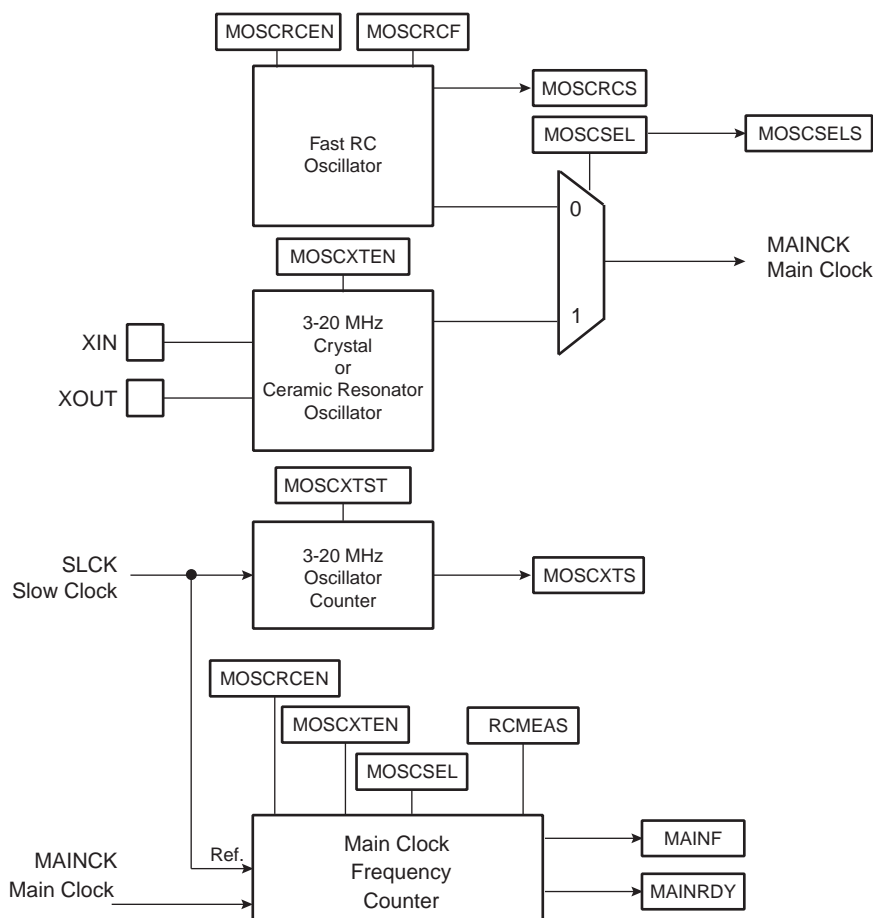 MOSCRCEN
MOSCRCF
MOSCRCS
Fast RC
Oscillator
MOSCSEL
MOSCSELS
0
MAINCK
Main Clock
MOSCXTEN
3-20 MHz
Crystal
or
Ceramic Resonator
Oscillator
1
XIN
XOUT
MOSCXTST
SLCK
Slow Clock
3-20 MHz
Oscillator
Counter
MOSCXTS
MOSCRCEN
MOSCXTEN
RCMEAS
MOSCSEL
MAINCK
Main Clock
Ref.
Main Clock
Frequency
Counter
MAINF
MAINRDY